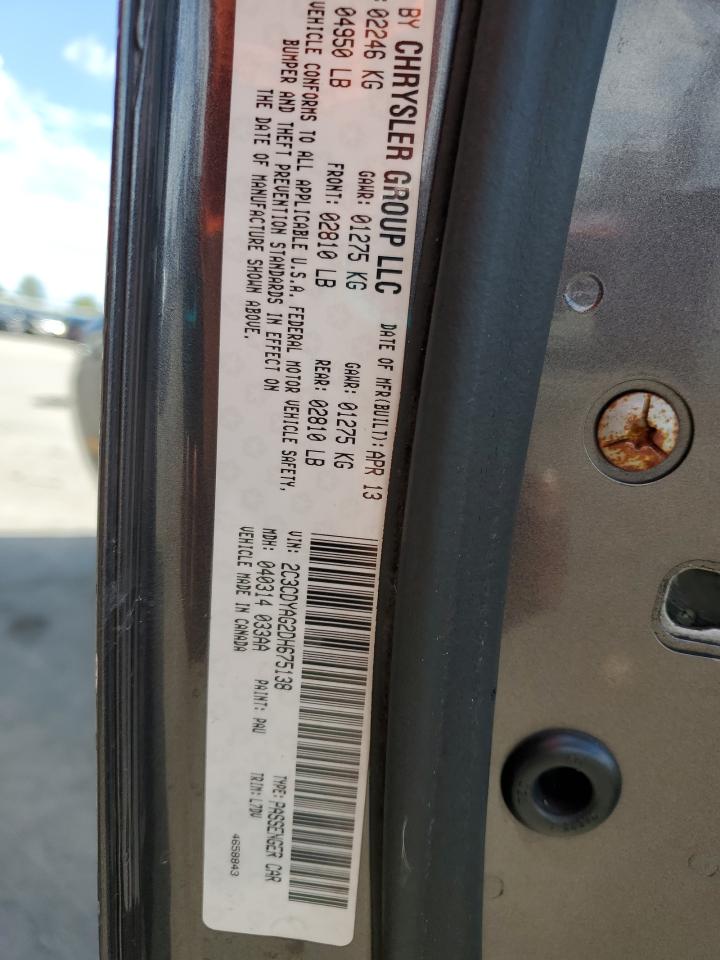 BY CHRYSLER GROUP LLC
DATE OF MFR(BUILT): APR 13
: 02246 KG
GAWR: 01275 KG
GAWR: 01275 KG
04950 LB
FRONT: 02810 LB
REAR: 02810 LB
VEHICLE CONFORMS TO ALL APPLICABLE U.S.A. FEDERAL MOTOR VEHICLE SAFETY,
BUMPER AND THEFT PREVENTION STANDARDS IN EFFECT ON
THE DATE OF MANUFACTURE SHOWN ABOVE.
VIN: 2C3CDYAG2DH675138
TYPE: PASSENGER CAR
MDH: 040314 033AA
PAINT: PAU
TRIM: L7DV
VEHICLE MADE IN CANADA
4658843